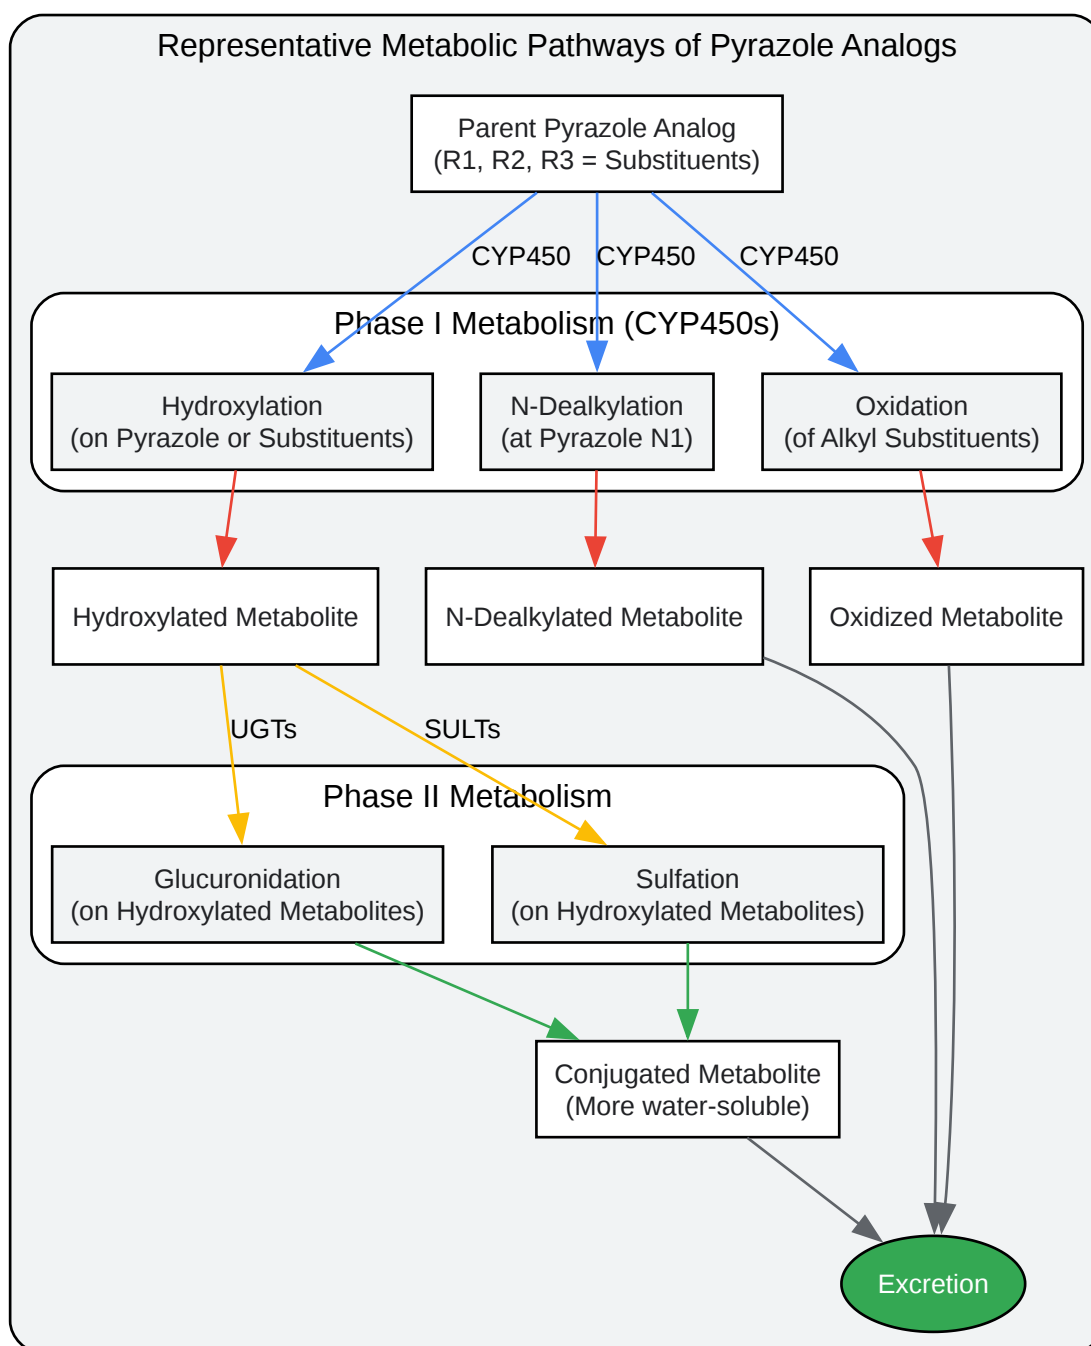 Representative Metabolic Pathways of Pyrazole Analogs
Parent Pyrazole Analog
(R1, R2, R3 = Substituents)
CYP450
CYP450
CYP450
Phase I Metabolism (CYP450s)
Hydroxylation
(on Pyrazole or Substituents)
N-Dealkylation
(at Pyrazole N1)
Oxidation
(of Alkyl Substituents)
Hydroxylated Metabolite
N-Dealkylated Metabolite
Oxidized Metabolite
UGTs
SULTs
Phase II Metabolism
Glucuronidation
(on Hydroxylated Metabolites)
Sulfation
(on Hydroxylated Metabolites)
Conjugated Metabolite
(More water-soluble)
Excretion